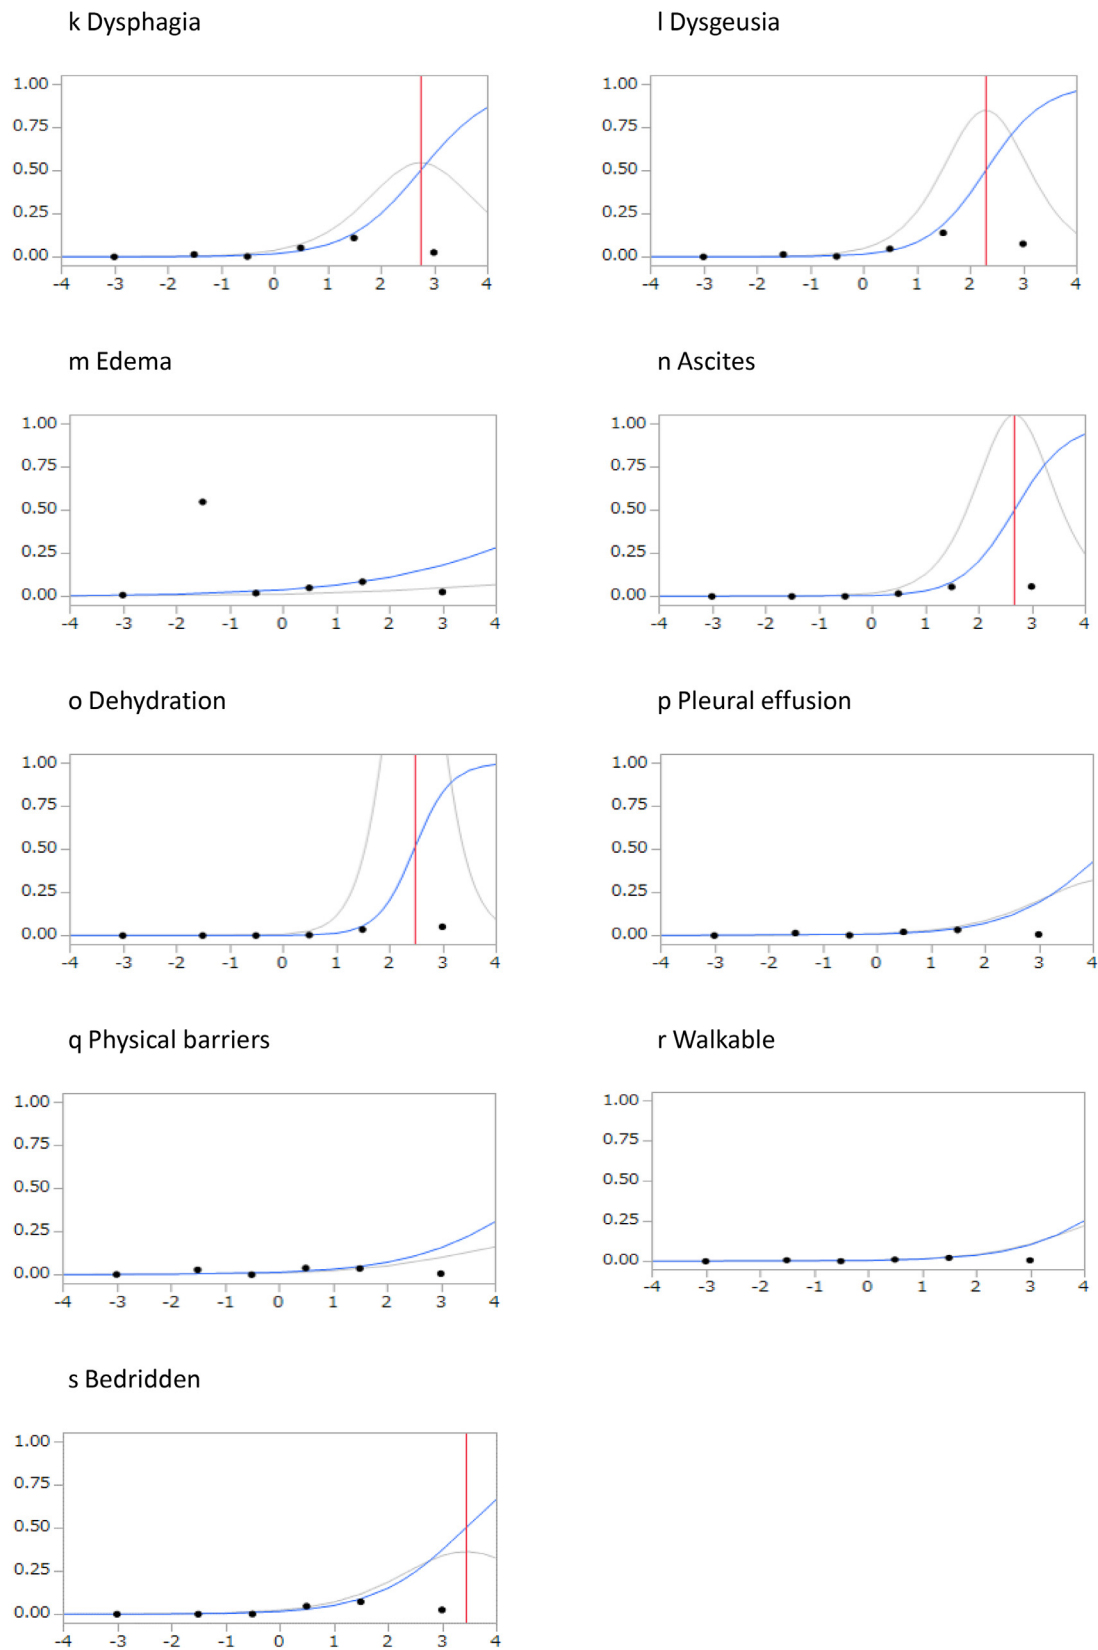 k Dysphagia
l Dysgeusia
1.00
0.75
0.50
0.25
0.00
-4 -3 -2 -1 0 1 2 3 4
1.00
0.75
0.50
0.25
0.00
-4 -3 -2 -1 0 1 2 3 4
m Edema
n Ascites
1.00
0.75
0.50
0.25
0.00
-4 -3 -2 -1 0 1 2 3 4
1.00
0.75
0.50
0.25
0.00
-4 -3 -2 -1 0 1 2 3 4
o Dehydration
p Pleural effusion
1.00
0.75
0.50
0.25
0.00
-4 -3 -2 -1 0 1 2 3 4
1.00
0.75
0.50
0.25
0.00
-4 -3 -2 -1 0 1 2 3 4
q Physical barriers
r Walkable
1.00
0.75
0.50
0.25
0.00
-4 -3 -2 -1 0 1 2 3 4
1.00
0.75
0.50
0.25
0.00
-4 -3 -2 -1 0 1 2 3 4
s Bedridden
1.00
0.75
0.50
0.25
0.00
-4 -3 -2 -1 0 1 2 3 4